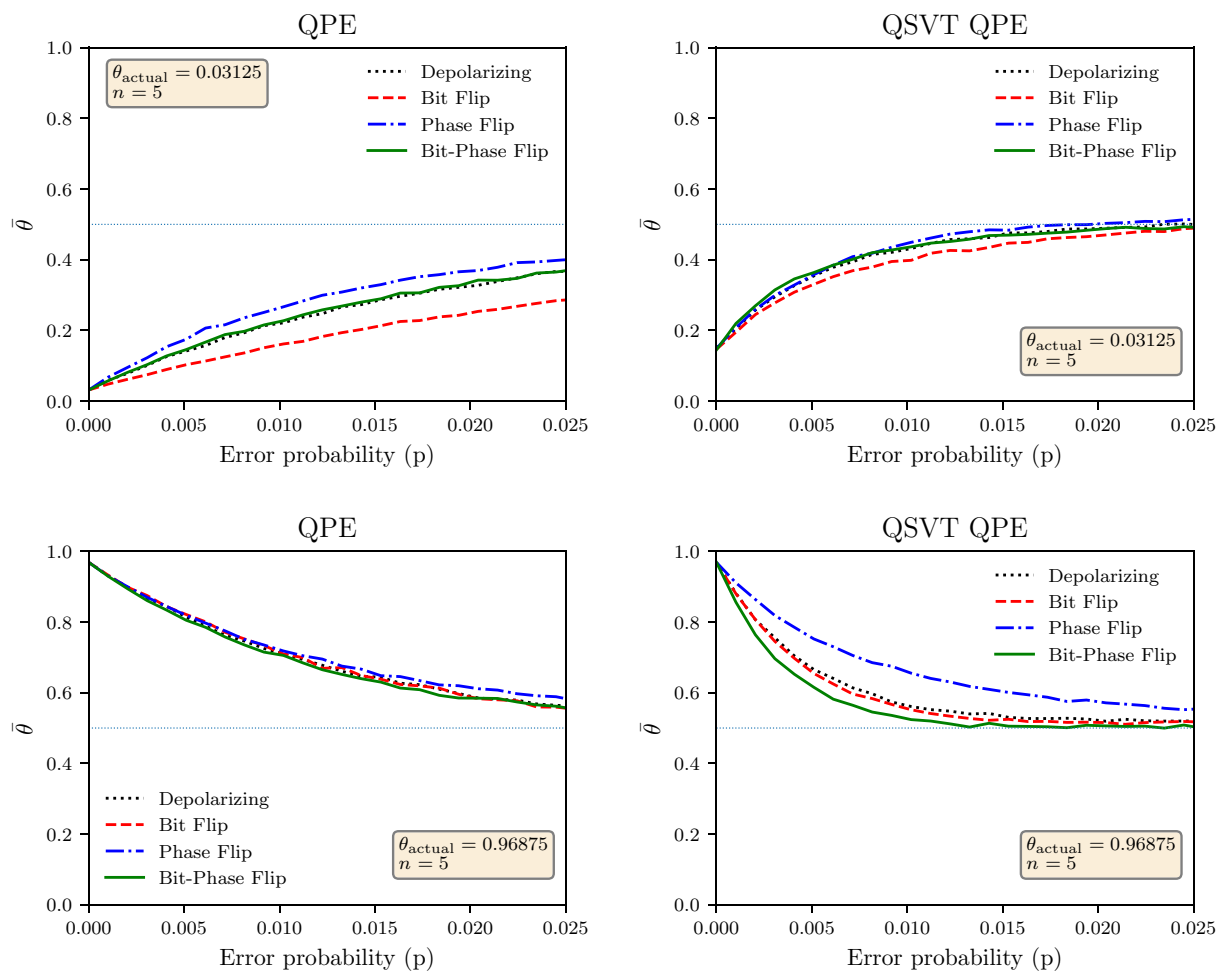 QPE
1.0
0.8
0.6
0.4
0.2
0.0
θ̄
θactual = 0.03125
n = 5
Depolarizing
Bit Flip
Phase Flip
Bit-Phase Flip
0.000 0.005 0.010 0.015 0.020 0.025
Error probability (p)
QSVT QPE
1.0
0.8
0.6
0.4
0.2
0.0
θ̄
Depolarizing
Bit Flip
Phase Flip
Bit-Phase Flip
θactual = 0.03125
n = 5
0.000 0.005 0.010 0.015 0.020 0.025
Error probability (p)
QPE
1.0
0.8
0.6
0.4
0.2
0.0
θ̄
Depolarizing
Bit Flip
Phase Flip
Bit-Phase Flip
θactual = 0.96875
n = 5
0.000 0.005 0.010 0.015 0.020 0.025
Error probability (p)
QSVT QPE
1.0
0.8
0.6
0.4
0.2
0.0
θ̄
Depolarizing
Bit Flip
Phase Flip
Bit-Phase Flip
θactual = 0.96875
n = 5
0.000 0.005 0.010 0.015 0.020 0.025
Error probability (p)